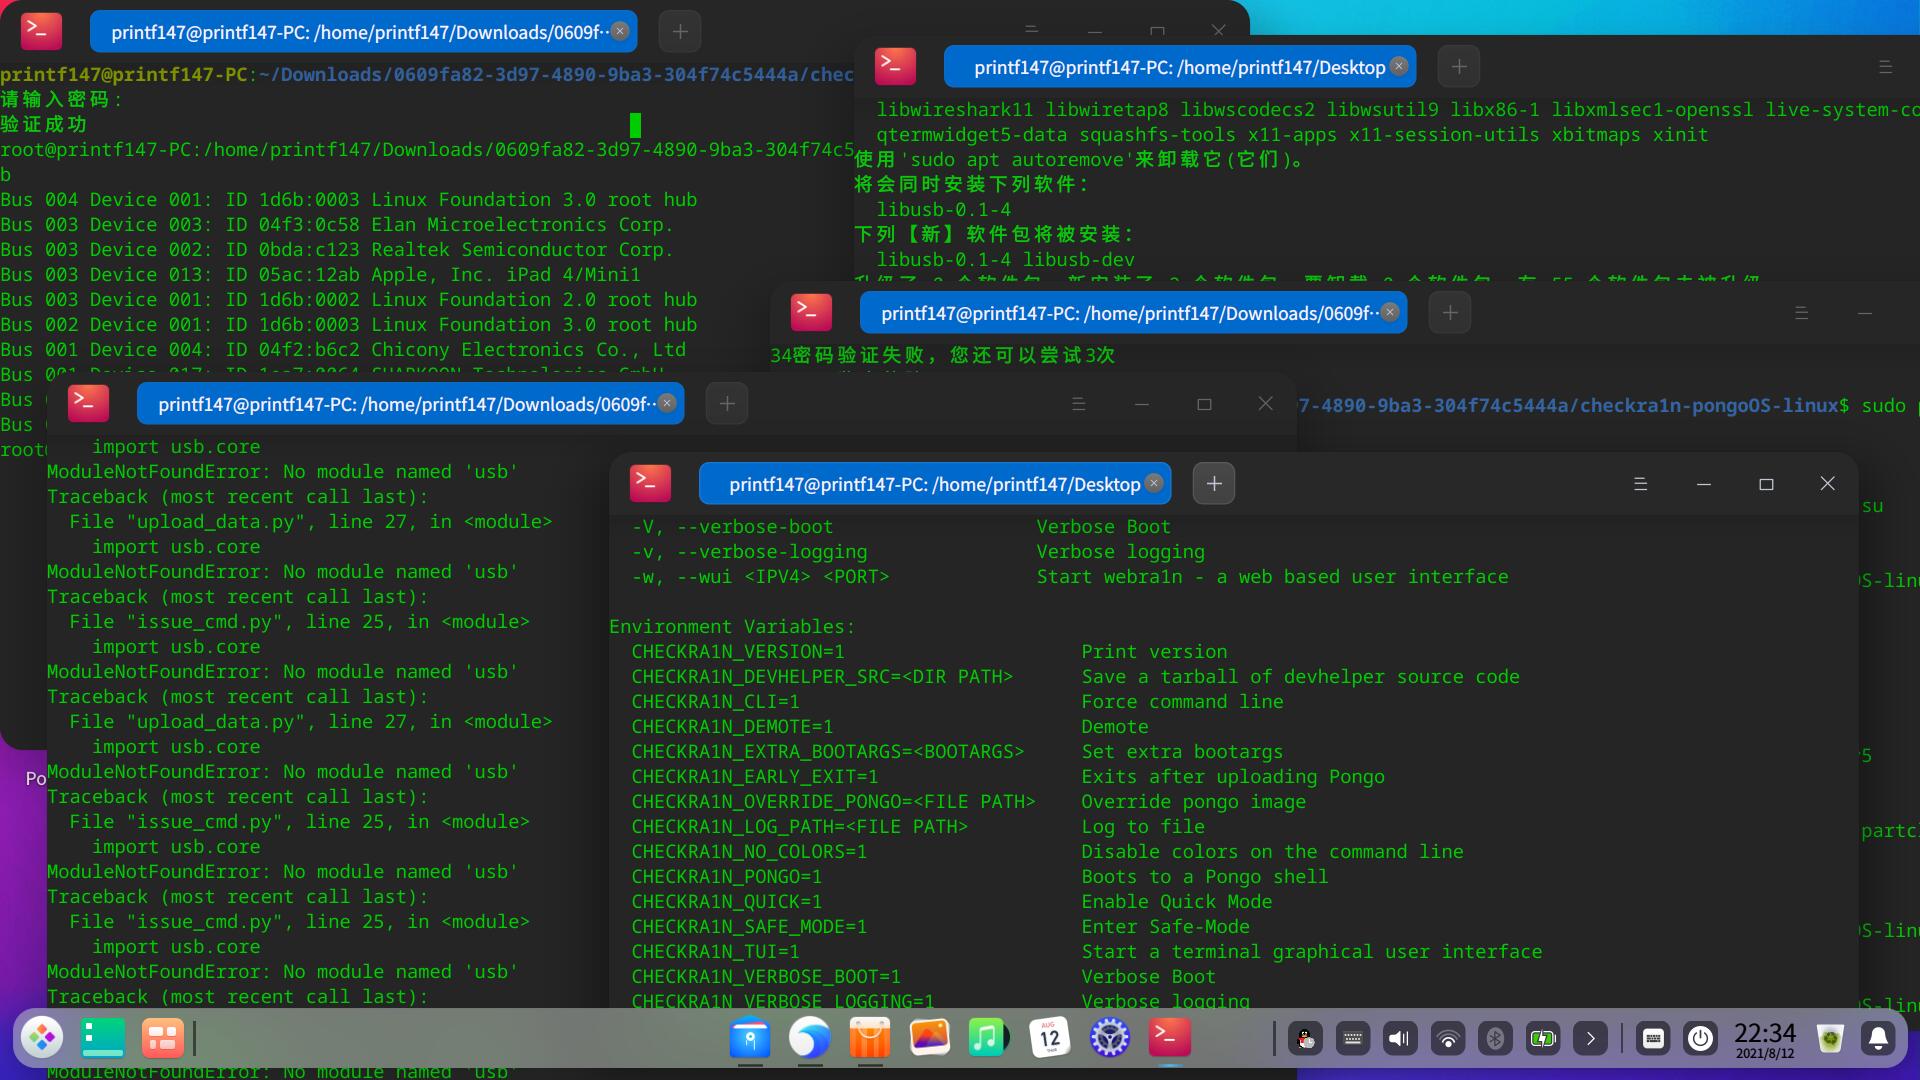 printf147@printf147-PC: /home/printf147/Downloads/0609f··
printf147@printf147-PC:~/Downloads/0609fa82-3d97-4890-9ba3-304f74c5444a/chec
请输入密码:
验证成功
root@printf147-PC:/home/printf147/Downloads/0609fa82-3d97-4890-9ba3-304f74c5
b
Bus 004 Device 001: ID 1d6b:0003 Linux Foundation 3.0 root hub
Bus 003 Device 003: ID 04f3:0c58 Elan Microelectronics Corp.
Bus 003 Device 002: ID 0bda:c123 Realtek Semiconductor Corp.
Bus 003 Device 013: ID 05ac:12ab Apple, Inc. iPad 4/Mini1
Bus 003 Device 001: ID 1d6b:0002 Linux Foundation 2.0 root hub
Bus 002 Device 001: ID 1d6b:0003 Linux Foundation 3.0 root hub
Bus 001 Device 004: ID 04f2:b6c2 Chicony Electronics Co., Ltd
Bus
Bus
Bus
root
printf147@printf147-PC: /home/printf147/Desktop
libwireshark11 libwiretap8 libwscodecs2 libwsutil9 libx86-1 libxmlsec1-openssl live-system-co
qtermwidget5-data squashfs-tools x11-apps x11-session-utils xbitmaps xinit
使用'sudo apt autoremove'来卸载它(它们)。
将会同时安装下列软件：
libusb-0.1-4
下列【新】软件包将被安装：
libusb-0.1-4 libusb-dev
printf147@printf147-PC: /home/printf147/Downloads/0609f··
34密码验证失败，您还可以尝试3次
7-4890-9ba3-304f74c5444a/checkra1n-pongoOS-linux$ sudo
su
OS-linu
5
partcl
OS-linu
OS-linu
printf147@printf147-PC: /home/printf147/Downloads/0609f··
import usb.core
ModuleNotFoundError: No module named 'usb'
Traceback (most recent call last):
File "upload_data.py", line 27, in <module>
import usb.core
ModuleNotFoundError: No module named 'usb'
Traceback (most recent call last):
File "issue_cmd.py", line 25, in <module>
import usb.core
ModuleNotFoundError: No module named 'usb'
Traceback (most recent call last):
File "upload_data.py", line 27, in <module>
import usb.core
ModuleNotFoundError: No module named 'usb'
Traceback (most recent call last):
File "issue_cmd.py", line 25, in <module>
import usb.core
ModuleNotFoundError: No module named 'usb'
Traceback (most recent call last):
File "issue_cmd.py", line 25, in <module>
import usb.core
ModuleNotFoundError: No module named 'usb'
Traceback (most recent call last):
ModuleNotFoundError: No module named 'usb'
printf147@printf147-PC: /home/printf147/Desktop
-V, --verbose-boot Verbose Boot
-v, --verbose-logging Verbose logging
-w, --wui <IPV4> <PORT> Start webra1n - a web based user interface
Environment Variables:
CHECKRA1N_VERSION=1 Print version
CHECKRA1N_DEVHELPER_SRC=<DIR PATH> Save a tarball of devhelper source code
CHECKRA1N_CLI=1 Force command line
CHECKRA1N_DEMOTE=1 Demote
CHECKRA1N_EXTRA_BOOTARGS=<BOOTARGS> Set extra bootargs
CHECKRA1N_EARLY_EXIT=1 Exits after uploading Pongo
CHECKRA1N_OVERRIDE_PONGO=<FILE PATH> Override pongo image
CHECKRA1N_LOG_PATH=<FILE PATH> Log to file
CHECKRA1N_NO_COLORS=1 Disable colors on the command line
CHECKRA1N_PONGO=1 Boots to a Pongo shell
CHECKRA1N_QUICK=1 Enable Quick Mode
CHECKRA1N_SAFE_MODE=1 Enter Safe-Mode
CHECKRA1N_TUI=1 Start a terminal graphical user interface
CHECKRA1N_VERBOSE_BOOT=1 Verbose Boot
CHECKRA1N_VERBOSE_LOGGING=1 Verbose logging
Po
AUG
12
22:34
2021/8/12